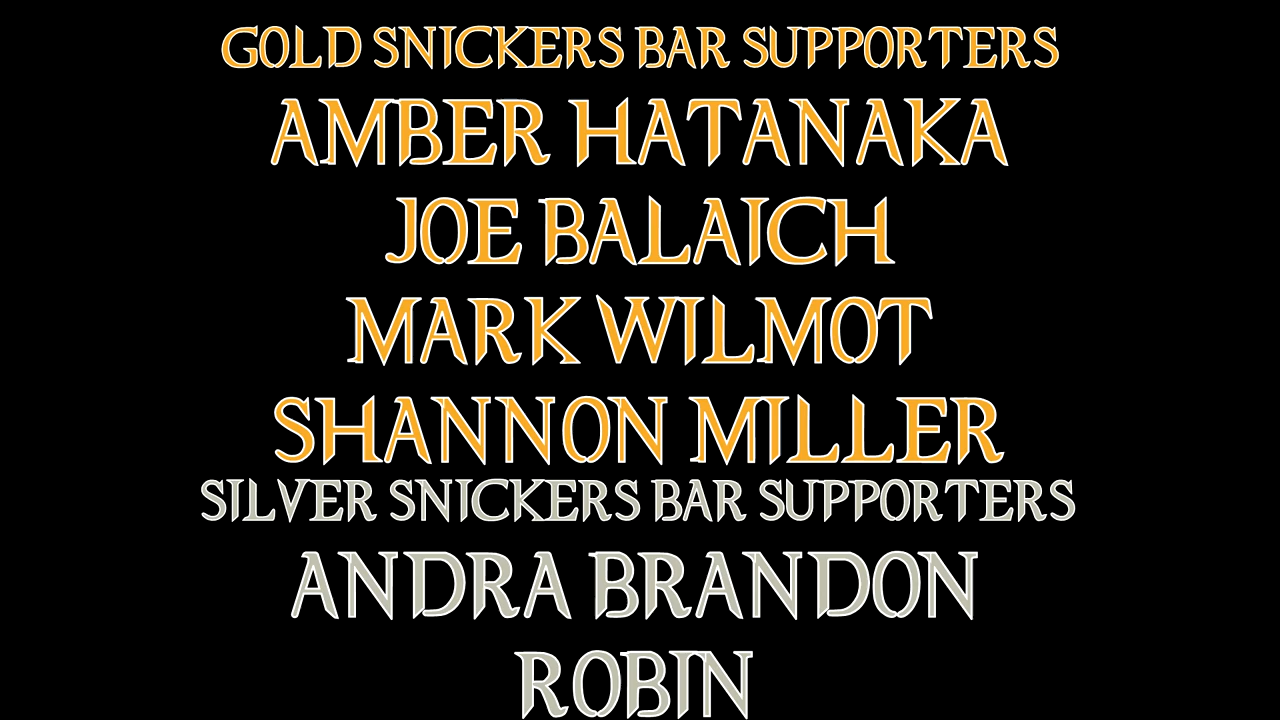 GOLD SNICKERS BAR SUPPORTERS
AMBER HATANAKA
JOE BALAICH
MARK WILMOT
SHANNON MILLER
SILVER SNICKERS BAR SUPPORTERS
ANDRA BRANDON
ROBIN